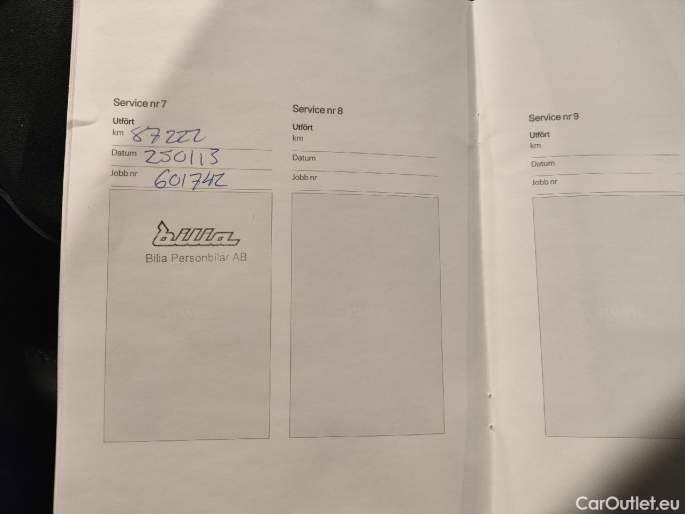 Service nr 7
Utfört
km 87222
Datum 250113
Jobb nr 601742
bilia
Bilia Personbilar AB
Service nr 8
Utfört
km
Datum
Jobb nr
Service nr 9
Utfört
km
Datum
Jobb nr
CarOutlet.eu